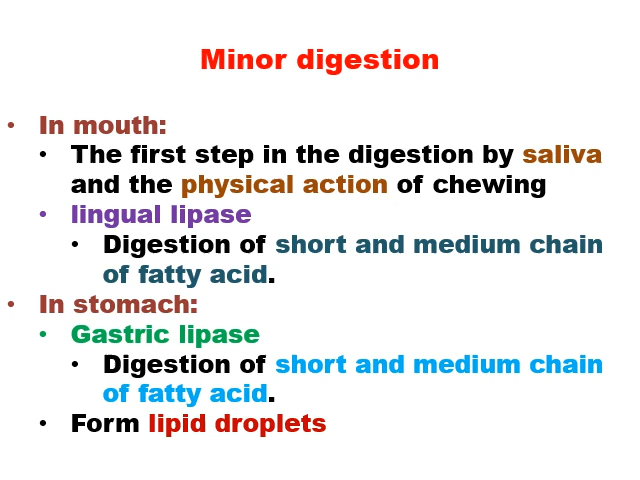 Minor digestion
• In mouth:
• The first step in the digestion by saliva
and the physical action of chewing
• lingual lipase
• Digestion of short and medium chain
of fatty acid.
• In stomach:
• Gastric lipase
• Digestion of short and medium chain
of fatty acid.
• Form lipid droplets